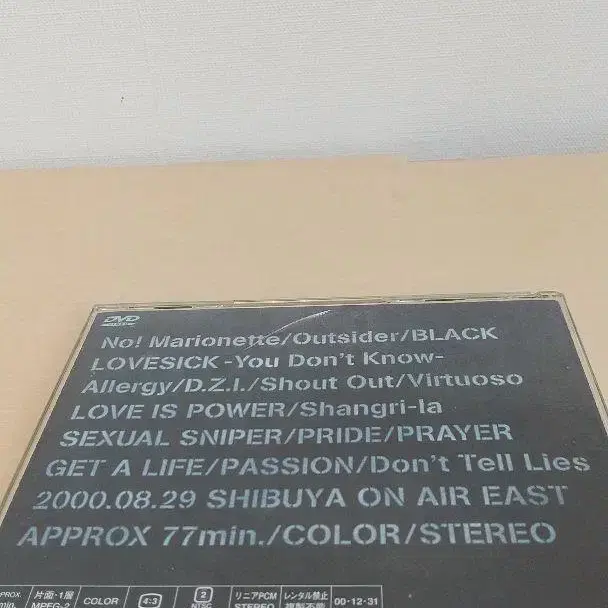 DVD
No! Marionette/Outsider/BLACK
LOVESICK -You Don't Know-
Allergy/D.Z.I./Shout Out/Virtuoso
LOVE IS POWER/Shangri-la
SEXUAL SNIPER/PRIDE/PRAYER
GET A LIFE/PASSION/Don't Tell Lies
2000.08.29 SHIBUYA ON AIR EAST
APPROX 77min./COLOR/STEREO
片面・1層 COLOR 4:3 2 リニアPCM レンタル禁止 00・12・31
min. MPEG-2 NTSC STEREO 複製不能